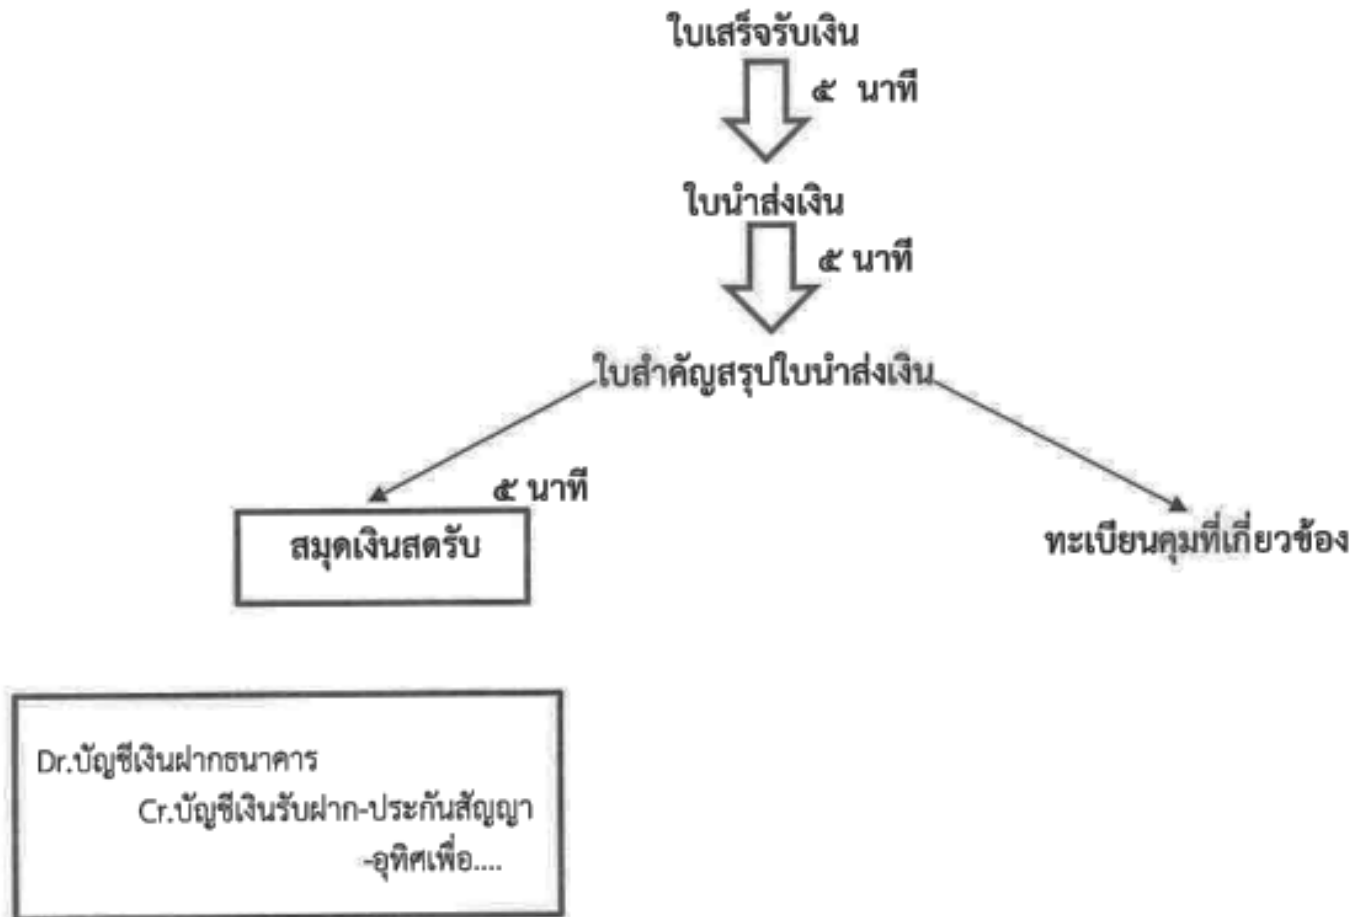 ใบเสร็จรับเงิน
๕ นาที
ใบนำส่งเงิน
๕ นาที
ใบสำคัญสรุปใบนำส่งเงิน
๕ นาที
สมุดเงินสดรับ
ทะเบียนคุมที่เกี่ยวข้อง
Dr.บัญชีเงินฝากธนาคาร
Cr.บัญชีเงินรับฝาก-ประกันสัญญา
-อุทิศเพื่อ....